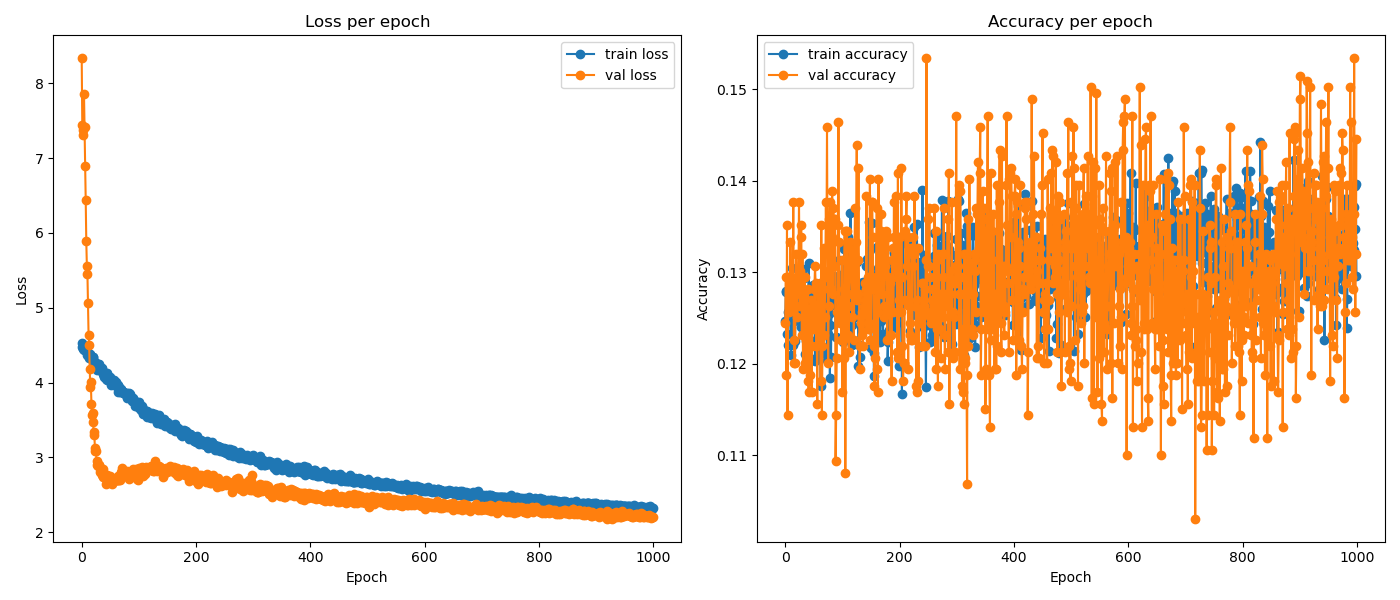 Loss per epoch
train loss
val loss
8
7
6
5
4
3
2
Loss
0 200 400 600 800 1000
Epoch
Accuracy per epoch
train accuracy
val accuracy
0.15
0.14
0.13
0.12
0.11
Accuracy
0 200 400 600 800 1000
Epoch